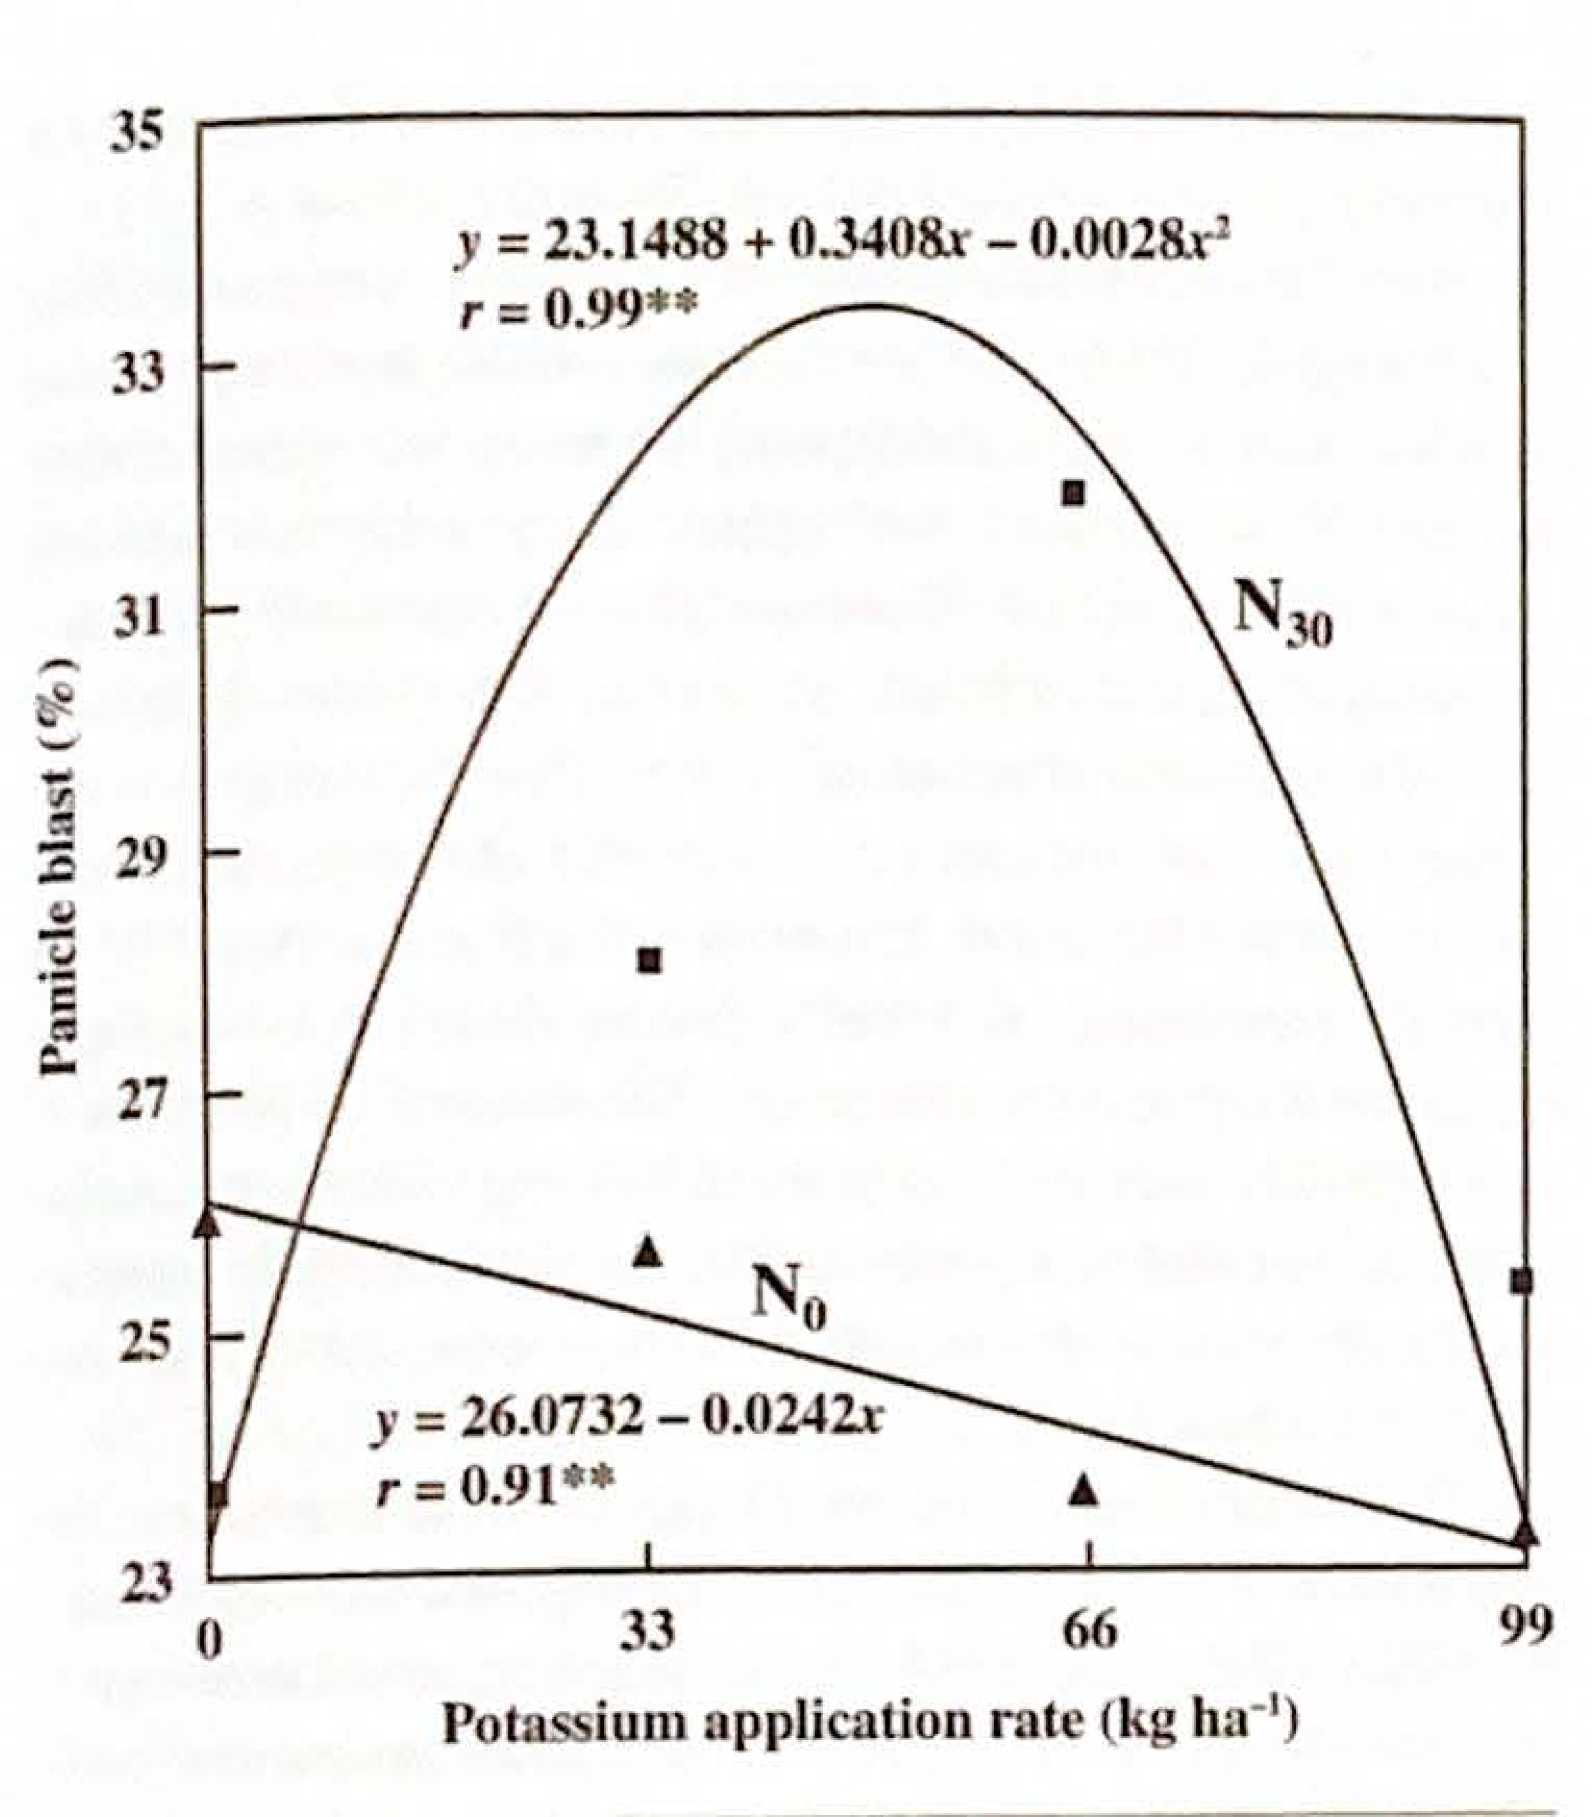 35
y = 23.1488 + 0.3408x – 0.0028x²
r = 0.99**
33
31
N₃₀
29
27
25
N₀
y = 26.0732 – 0.0242x
r = 0.91**
23
0 33 66 99
Panicle blast (%)
Potassium application rate (kg ha⁻¹)